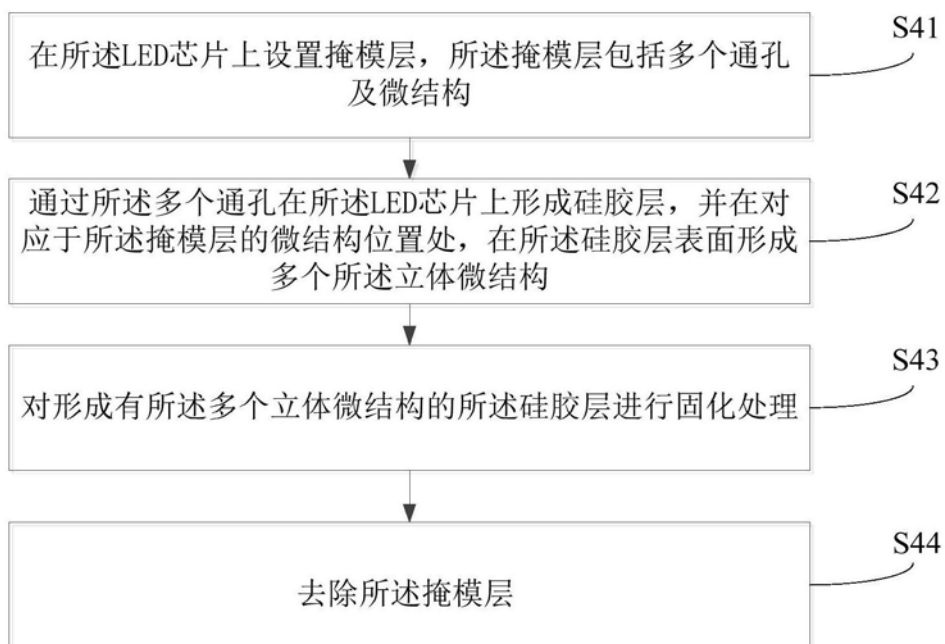 在所述LED芯片上设置掩模层，所述掩模层包括多个通孔
及微结构
S41
通过所述多个通孔在所述LED芯片上形成硅胶层，并在对
应于所述掩模层的微结构位置处，在所述硅胶层表面形成
多个所述立体微结构
S42
对形成有所述多个立体微结构的所述硅胶层进行固化处理
S43
去除所述掩模层
S44